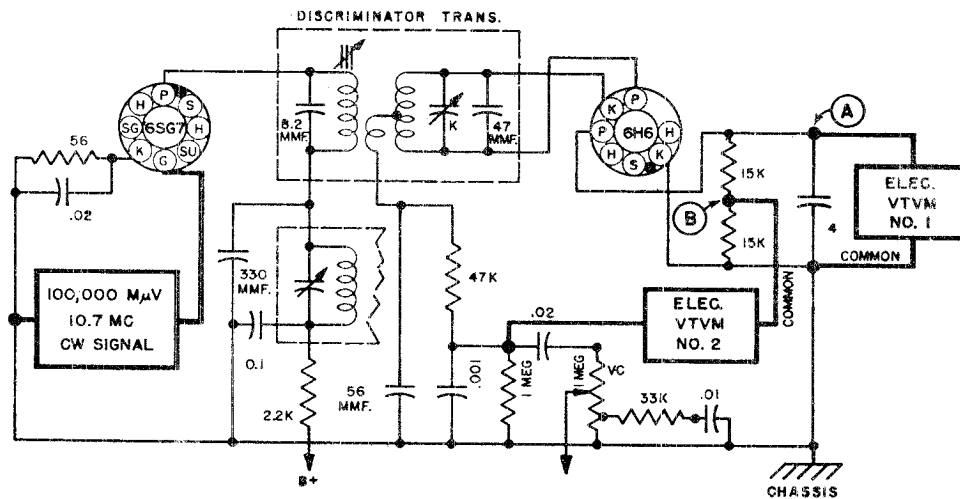 DISCRIMINATOR TRANS.
H P S
SG 6SG7 H
K G SU
56
.02
8.2
MMF.
K
47
MMF.
K P
P 6H6 H
H S K
A
15K
B
15K
4
ELEC.
VTVM
NO. 1
COMMON
COMMON
100,000 MμV
10.7 MC
CW SIGNAL
330
MMF.
0.1
2.2K
B+
47K
56
MMF.
.001
1 MEG
.02
1 MEG
VC
33K
.01
ELEC.
VTVM
NO. 2
CHASSIS